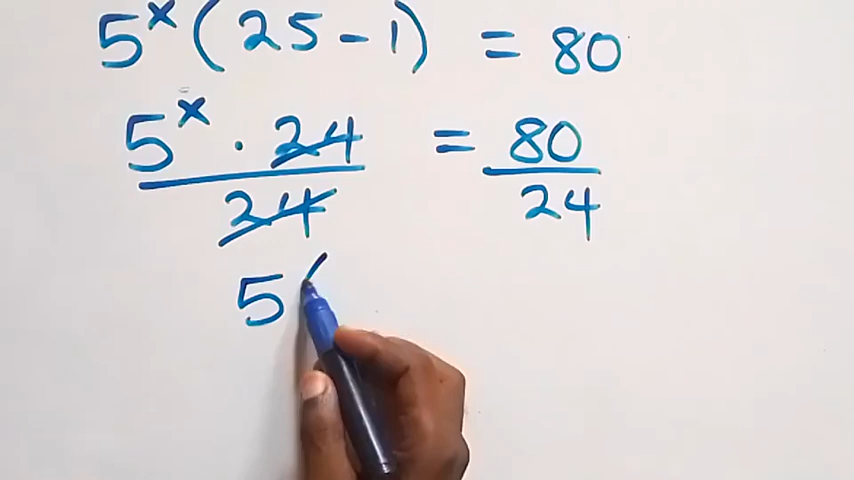 5^x (25 - 1) = 80
5^x · 24 / 24 = 80 / 24
5